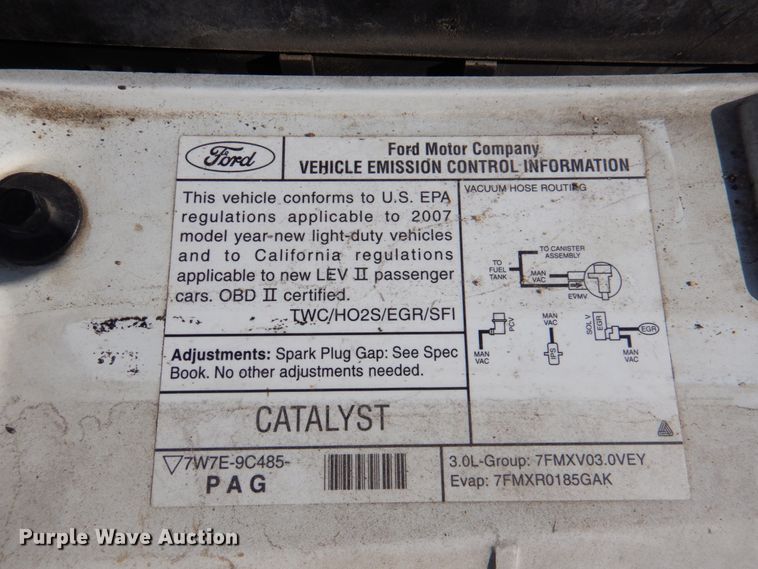 Ford
Ford Motor Company
VEHICLE EMISSION CONTROL INFORMATION
This vehicle conforms to U.S. EPA
regulations applicable to 2007
model year-new light-duty vehicles
and to California regulations
applicable to new LEV II passenger
cars. OBD II certified.
TWC/HO2S/EGR/SFI
Adjustments: Spark Plug Gap: See Spec
Book. No other adjustments needed.
CATALYST
7W7E-9C485-
PAG
VACUUM HOSE ROUTING
TO CANISTER
ASSEMBLY
TO
FUEL
TANK
MAN
VAC
EVMV
PCV
MAN
VAC
MAN
VAC
IPS
SOL V
EGR
EGR
MAN
VAC
3.0L-Group: 7FMXV03.0VEY
Evap: 7FMXR0185GAK
Purple Wave Auction